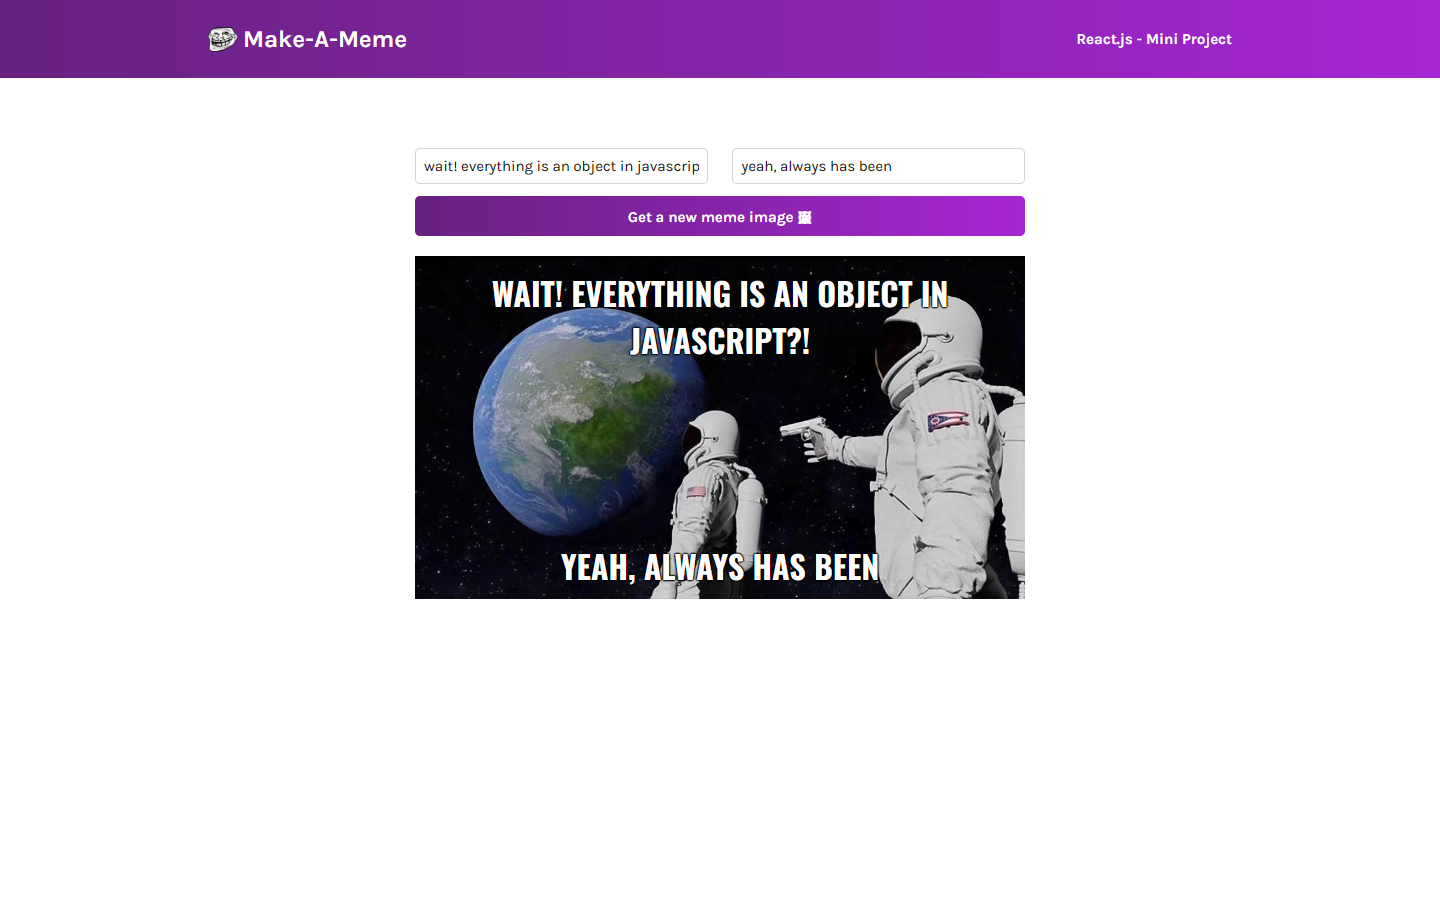 Make-A-Meme
React.js - Mini Project
wait! everything is an object in javascrip
yeah, always has been
Get a new meme image 🖼
WAIT! EVERYTHING IS AN OBJECT IN
JAVASCRIPT?!
YEAH, ALWAYS HAS BEEN